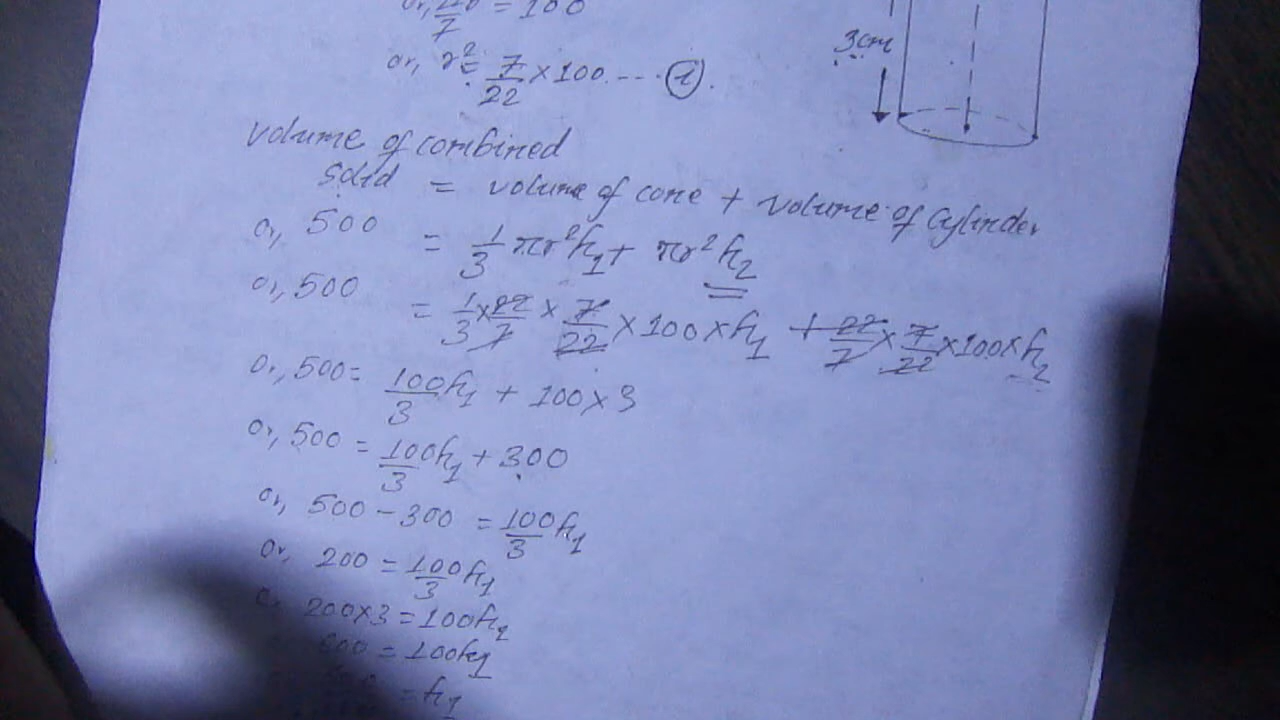 = 100
7
or, r² = 7/22 × 100 --- ①.
3cm
volume of combined
solid = volume of cone + volume of cylinder
or, 500 = 1/3 πr²h₁ + πr²h₂
or, 500 = 1/3 × 22/7 × 7/22 × 100 × h₁ + 22/7 × 7/22 × 100 × h₂
or, 500 = 100/3 h₁ + 100 × 3
or, 500 = 100/3 h₁ + 300
or, 500 - 300 = 100/3 h₁
or, 200 = 100/3 h₁
200 × 3 = 100h₁
600 = 100h₁
= h₁